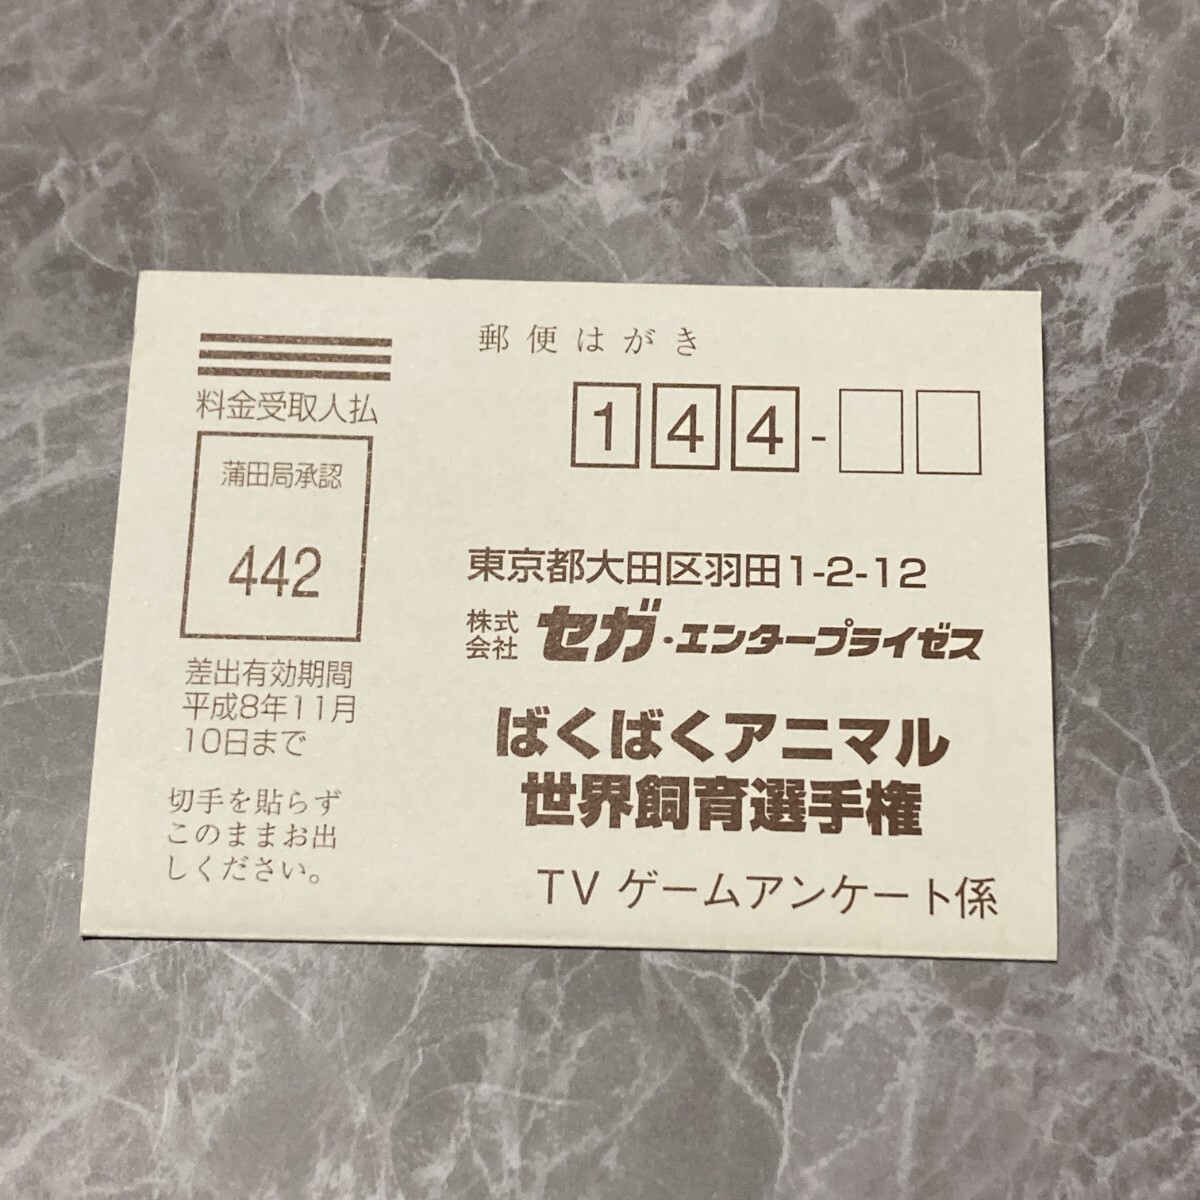 郵便はがき
144-
料金受取人払
蒲田局承認
442
差出有効期間
平成8年11月
10日まで
切手を貼らず
このままお出
しください。
東京都大田区羽田1-2-12
株式
会社
セガ・エンタープライゼス
ばくばくアニマル
世界飼育選手権
TVゲームアンケート係